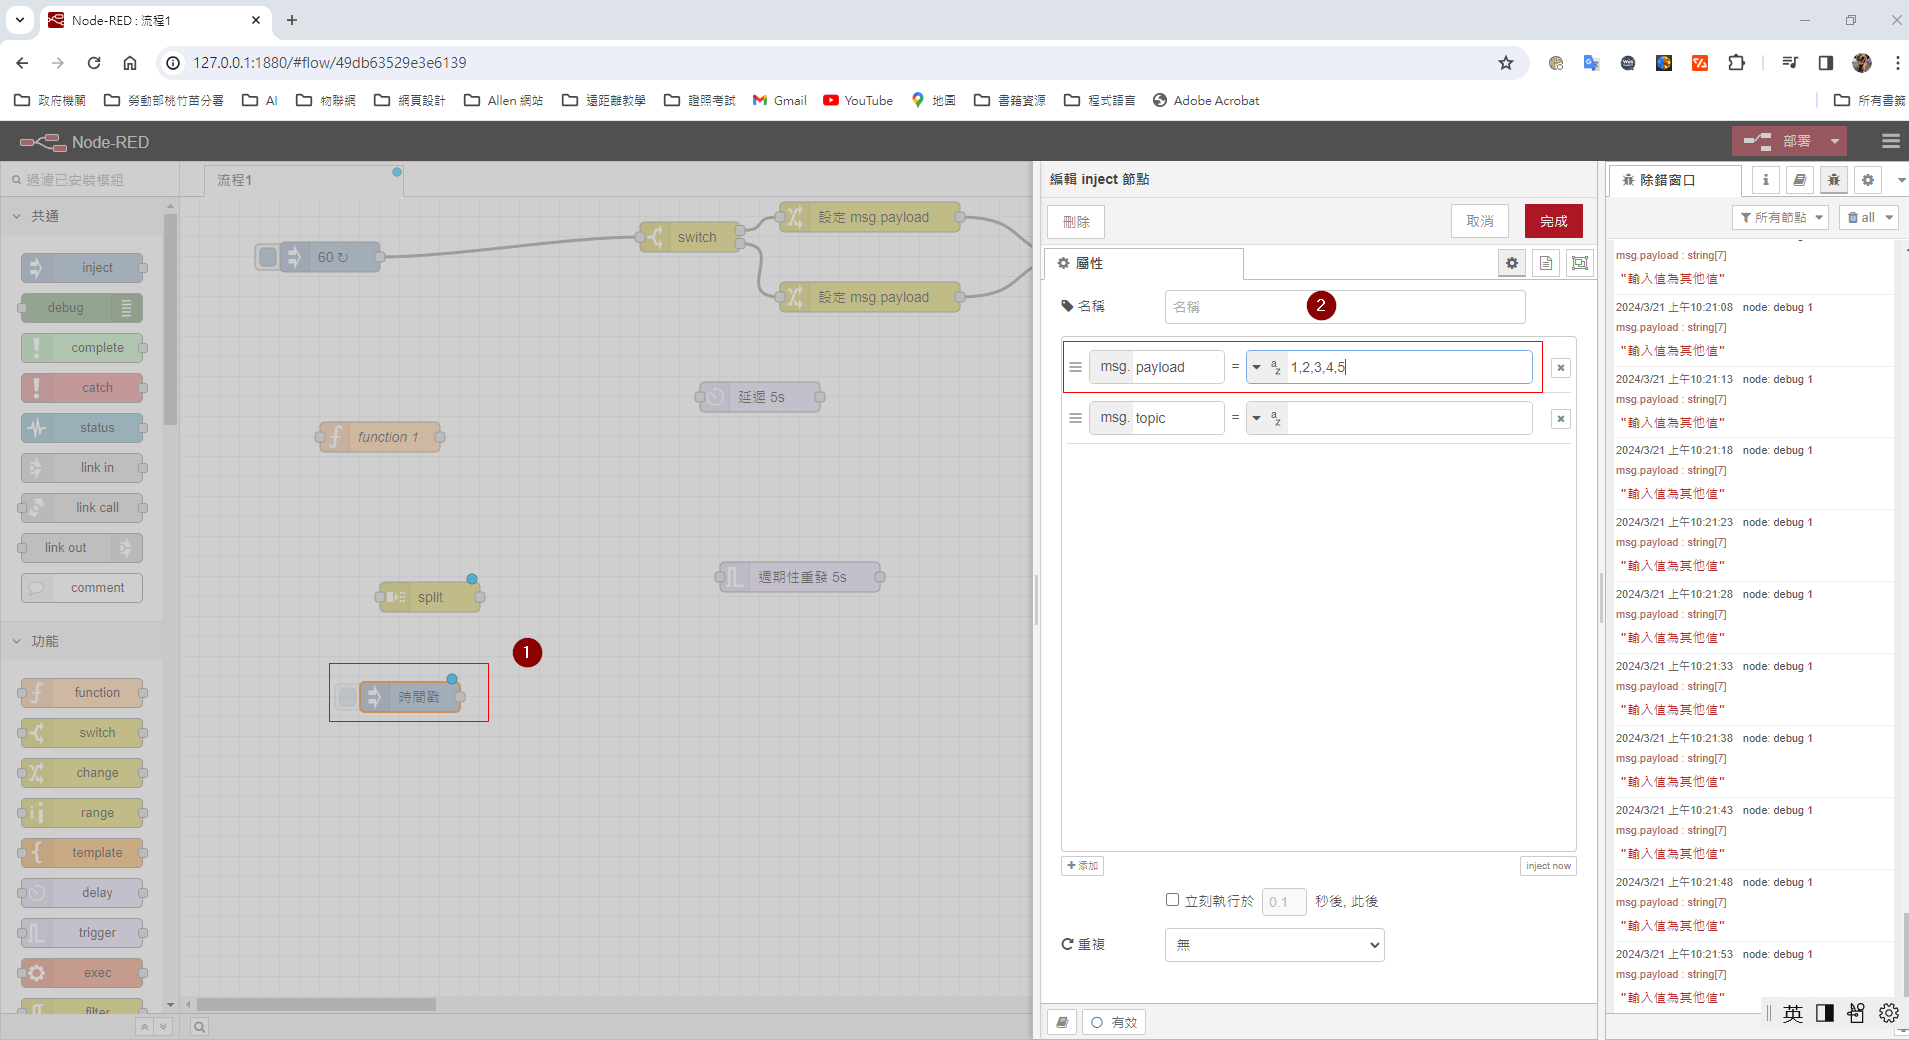 Node-RED : 流程1
127.0.0.1:1880/#flow/49db63529e3e6139
政府機關
勞動部桃竹苗分署
AI
物聯網
網頁設計
Allen 網站
遠距離教學
證照考試
Gmail
YouTube
地圖
書籍資源
程式語言
Adobe Acrobat
所有書籤
Node-RED
部署
過濾已安裝模組
共通
inject
debug
complete
catch
status
link in
link call
link out
comment
功能
function
switch
change
range
template
delay
trigger
exec
filter
流程1
60 ↻
switch
設定 msg.payload
設定 msg.payload
延遲 5s
function 1
split
週期性重發 5s
1
時間戳
編輯 inject 節點
刪除
取消
完成
屬性
名稱
名稱
2
msg. payload = a z 1,2,3,4,5
msg. topic = a z
添加
inject now
立刻執行於 0.1 秒後, 此後
重複
無
有效
除錯窗口
i
所有節點
all
msg.payload : string[7]
"輸入值為其他值"
2024/3/21 上午10:21:08 node: debug 1
msg.payload : string[7]
"輸入值為其他值"
2024/3/21 上午10:21:13 node: debug 1
msg.payload : string[7]
"輸入值為其他值"
2024/3/21 上午10:21:18 node: debug 1
msg.payload : string[7]
"輸入值為其他值"
2024/3/21 上午10:21:23 node: debug 1
msg.payload : string[7]
"輸入值為其他值"
2024/3/21 上午10:21:28 node: debug 1
msg.payload : string[7]
"輸入值為其他值"
2024/3/21 上午10:21:33 node: debug 1
msg.payload : string[7]
"輸入值為其他值"
2024/3/21 上午10:21:38 node: debug 1
msg.payload : string[7]
"輸入值為其他值"
2024/3/21 上午10:21:43 node: debug 1
msg.payload : string[7]
"輸入值為其他值"
2024/3/21 上午10:21:48 node: debug 1
msg.payload : string[7]
"輸入值為其他值"
2024/3/21 上午10:21:53 node: debug 1
msg.payload : string[7]
"輸入值為其他值"
英